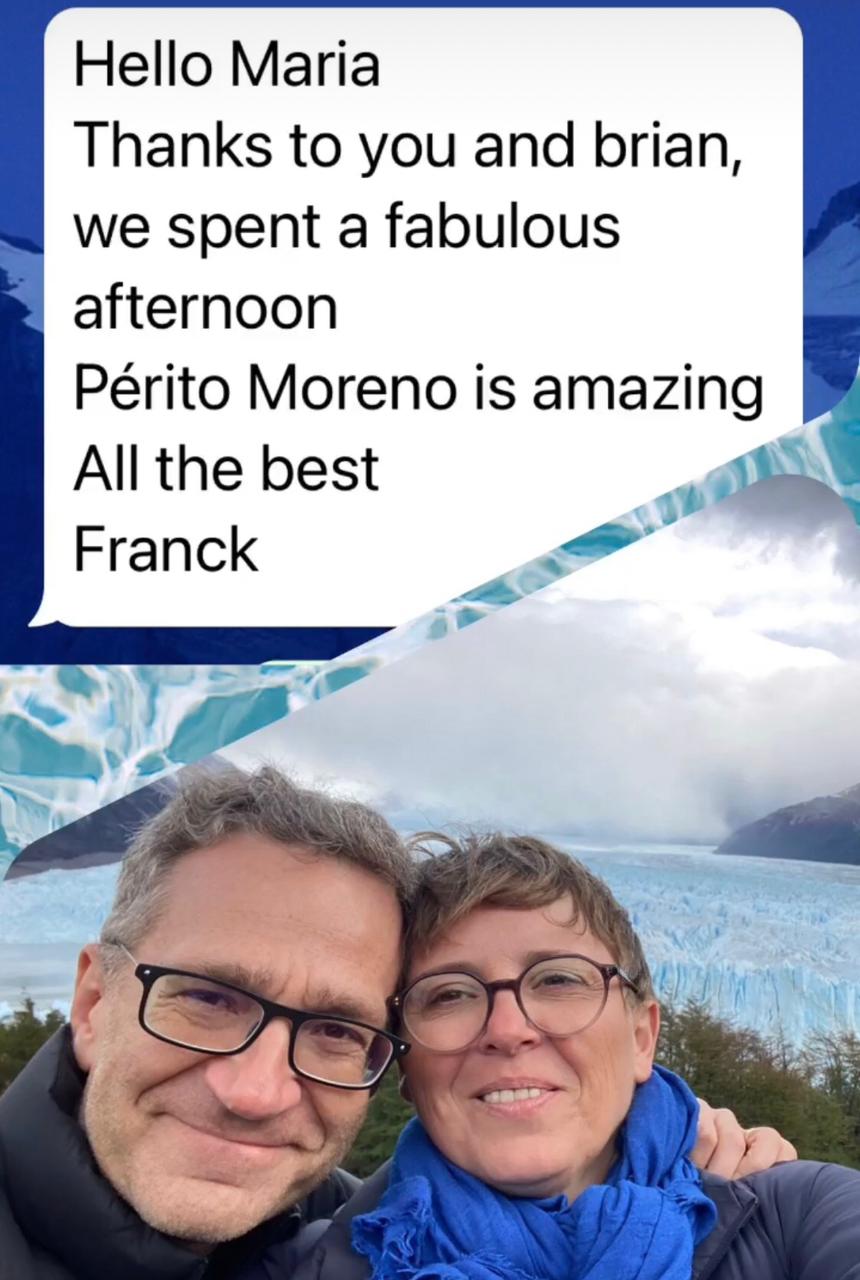 Hello Maria
Thanks to you and brian,
we spent a fabulous
afternoon
Périto Moreno is amazing
All the best
Franck